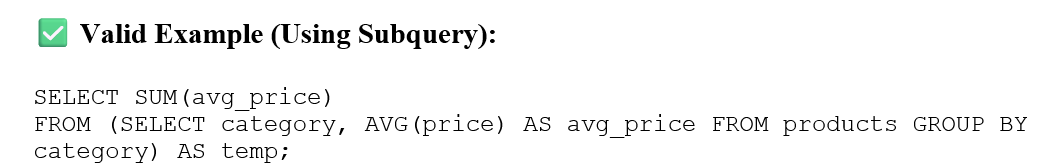 ✅ Valid Example (Using Subquery):
SELECT SUM(avg_price)
FROM (SELECT category, AVG(price) AS avg_price FROM products GROUP BY
category) AS temp;